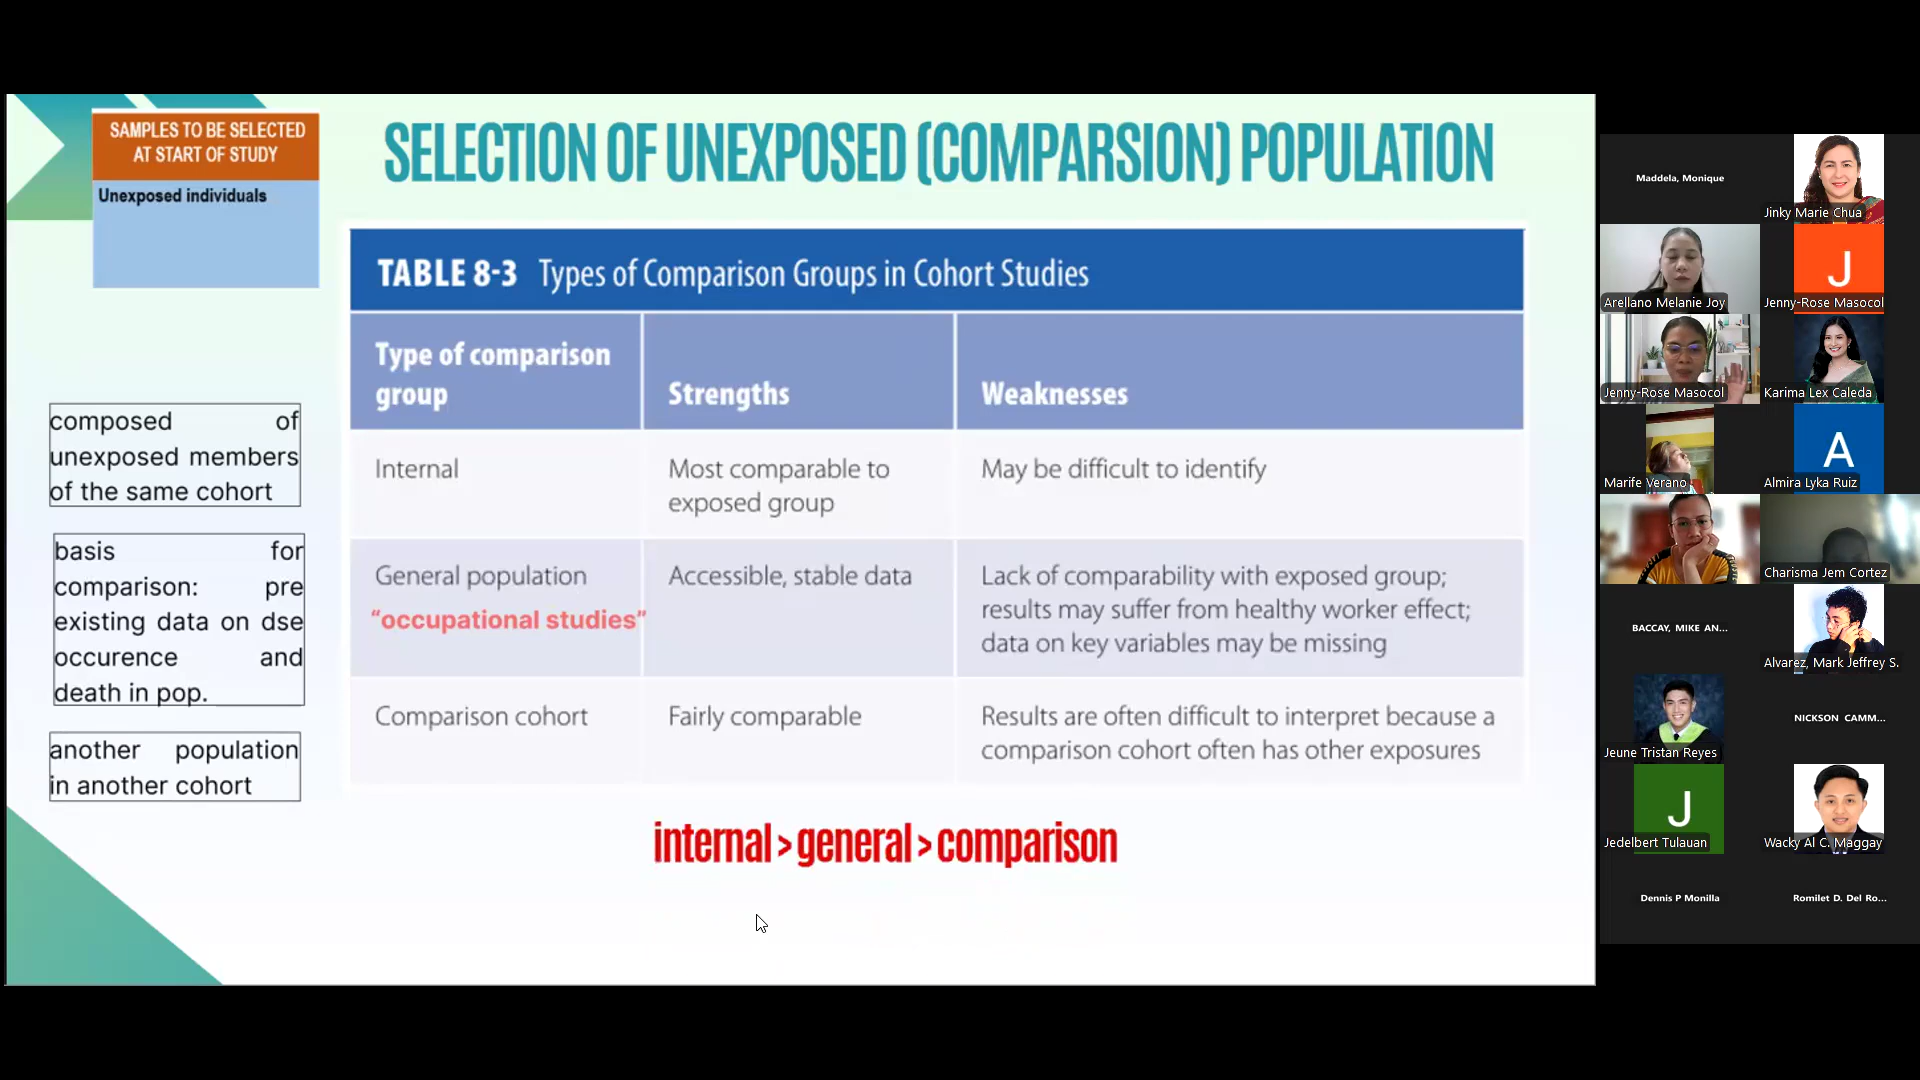 SAMPLES TO BE SELECTED
AT START OF STUDY
Unexposed individuals
SELECTION OF UNEXPOSED (COMPARSION) POPULATION
TABLE 8-3 Types of Comparison Groups in Cohort Studies
Type of comparison
group
Strengths
Weaknesses
Internal
Most comparable to
exposed group
May be difficult to identify
General population
"occupational studies"
Accessible, stable data
Lack of comparability with exposed group;
results may suffer from healthy worker effect;
data on key variables may be missing
Comparison cohort
Fairly comparable
Results are often difficult to interpret because a
comparison cohort often has other exposures
composed of
unexposed members
of the same cohort
basis for
comparison: pre
existing data on dse
occurence and
death in pop.
another population
in another cohort
internal > general > comparison
Maddela, Monique
Jinky Marie Chua
Arellano Melanie Joy
J
Jenny-Rose Masocol
Jenny-Rose Masocol
Karima Lex Caleda
Marife Verano
A
Almira Lyka Ruiz
Charisma Jem Cortez
BACCAY, MIKE AN...
Alvarez, Mark Jeffrey S.
Jeune Tristan Reyes
NICKSON CAMM...
J
Jedelbert Tulauan
Wacky Al C. Maggay
Dennis P Monilla
Romilet D. Del Ro...